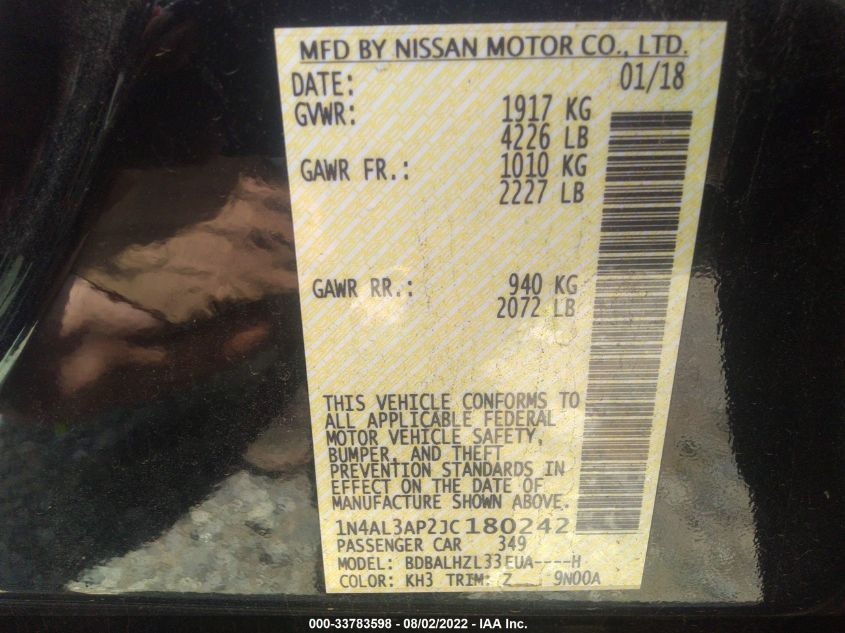 MFD BY NISSAN MOTOR CO., LTD.
DATE: 01/18
GVWR: 1917 KG
4226 LB
GAWR FR.: 1010 KG
2227 LB
GAWR RR.: 940 KG
2072 LB
THIS VEHICLE CONFORMS TO
ALL APPLICABLE FEDERAL
MOTOR VEHICLE SAFETY,
BUMPER, AND THEFT
PREVENTION STANDARDS IN
EFFECT ON THE DATE OF
MANUFACTURE SHOWN ABOVE.
1N4AL3AP2JC180242
PASSENGER CAR 349
MODEL: BDBALHZL33EUA----H
COLOR: KH3 TRIM: Z 9N00A
000-33783598 - 08/02/2022 - IAA Inc.